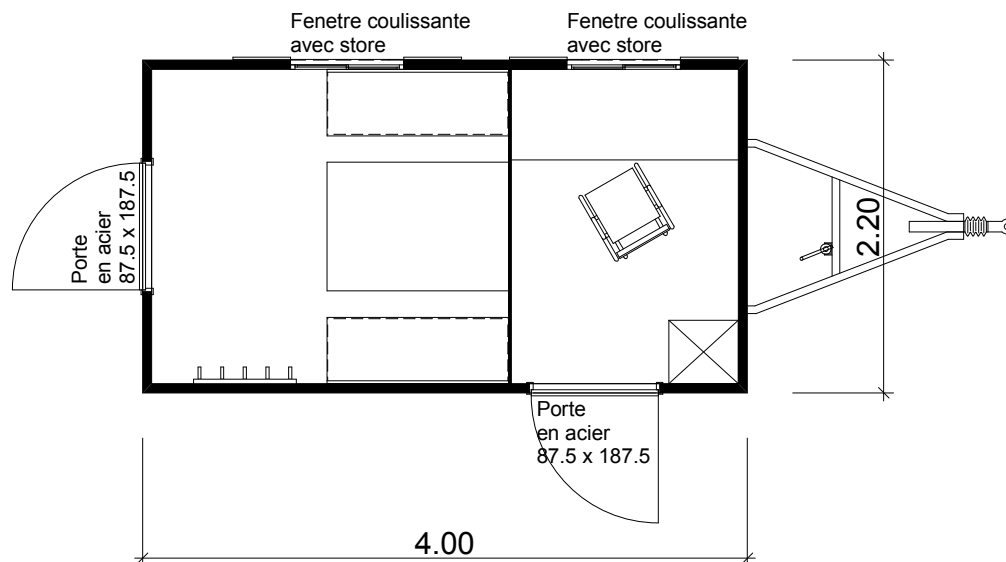 Fenetre coulissante
avec store
Fenetre coulissante
avec store
Porte
en acier
87.5 x 187.5
2.20
Porte
en acier
87.5 x 187.5
4.00